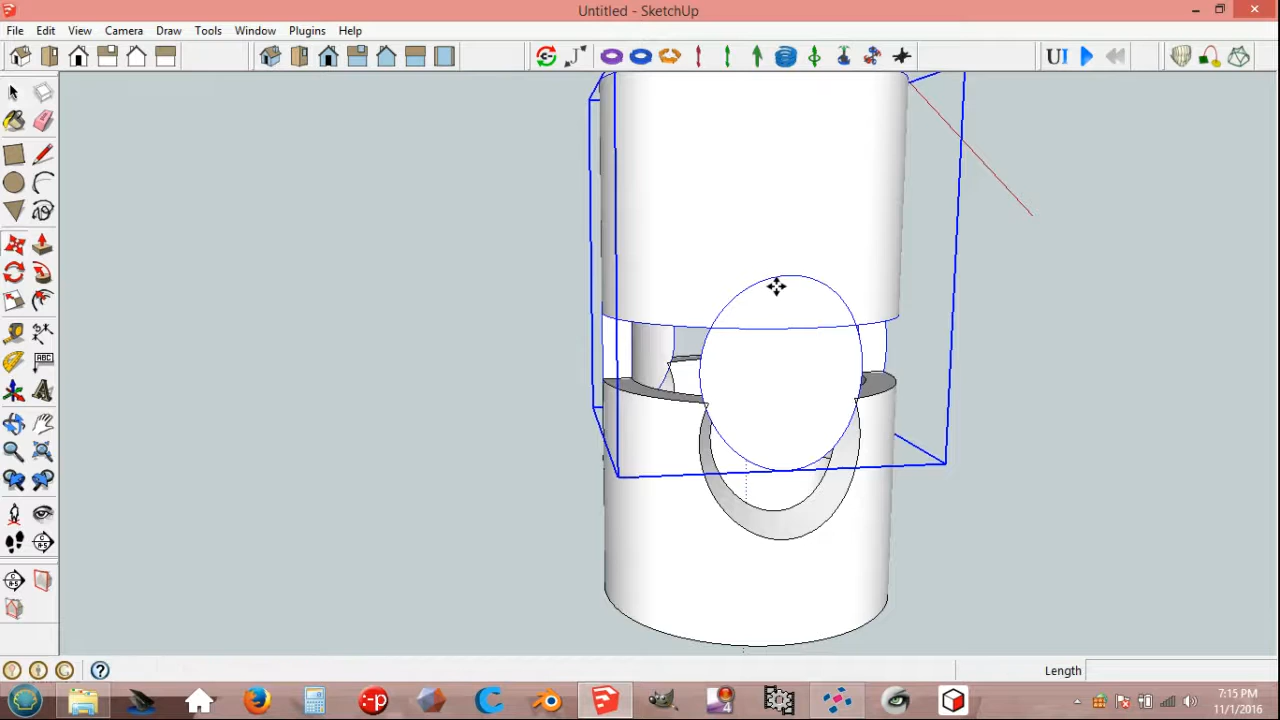 Untitled - SketchUp
File Edit View Camera Draw Tools Window Plugins Help
UI
ABC
Length
7:15 PM
11/1/2016